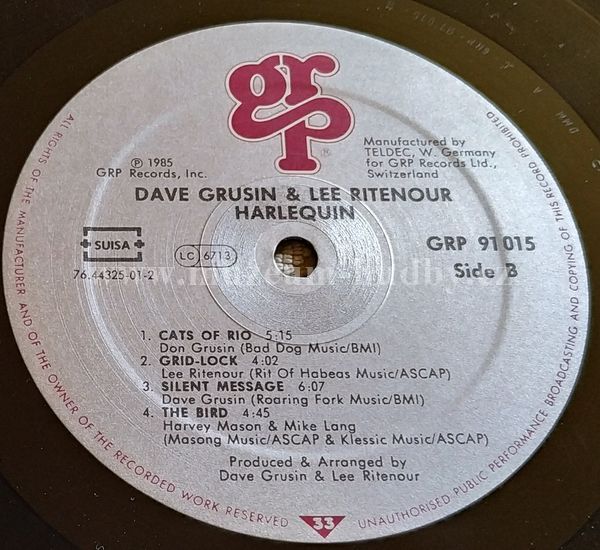 grp
®
℗ 1985
GRP Records, Inc.
Manufactured by
TELDEC, W. Germany
for GRP Records Ltd.,
Switzerland
DAVE GRUSIN & LEE RITENOUR
HARLEQUIN
SUISA
LC 6713
76.44325-01-2
GRP 91015
Side B
1. CATS OF RIO 5:15
Don Grusin (Bad Dog Music/BMI)
2. GRID-LOCK 4:02
Lee Ritenour (Rit Of Habeas Music/ASCAP)
3. SILENT MESSAGE 6:07
Dave Grusin (Roaring Fork Music/BMI)
4. THE BIRD 4:45
Harvey Mason & Mike Lang
(Masong Music/ASCAP & Klessic Music/ASCAP)
Produced & Arranged by
Dave Grusin & Lee Ritenour
ALL RIGHTS OF THE MANUFACTURER AND OF THE OWNER OF THE RECORDED WORK RESERVED
33
UNAUTHORISED PUBLIC PERFORMANCE BROADCASTING AND COPYING OF THIS RECORD PROHIBITED
DMM